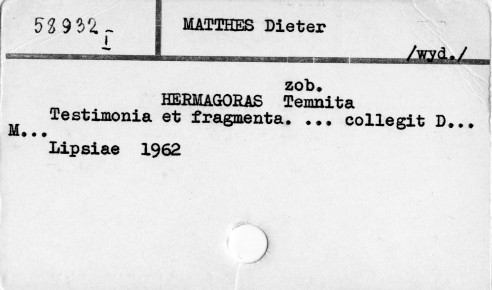 58932 I
MATTHES Dieter
/wyd./
zob.
HERMAGORAS Temnita
Testimonia et fragmenta. ... collegit D...
M...
Lipsiae 1962